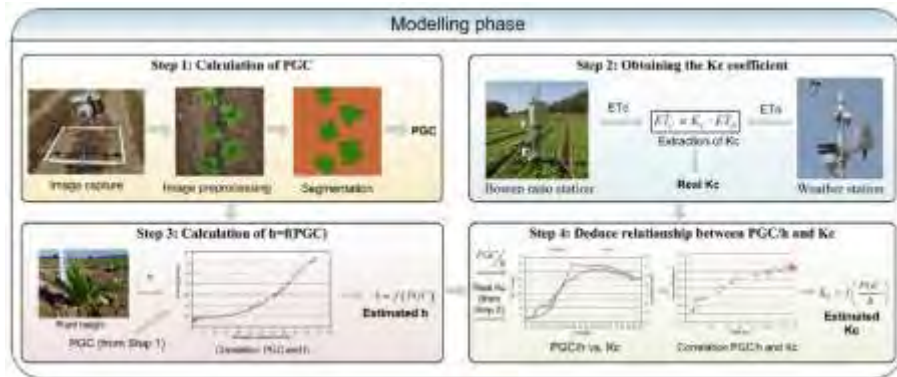 Modelling phase
Step 1: Calculation of PGC
PGC
Image capture
Image preprocessing
Segmentation
Step 2: Obtaining the Kc coefficient
ETc
ETo
Extraction of Kc
Real Kc
Bowen ratio station
Weather station
Step 3: Calculation of h=f(PGC)
h
Plant height
PGC (from Step 1)
Correlation PGC and h
Estimated h
Step 4: Deduce relationship between PGC/h and Kc
Real Kc
(from
Step 2)
PGC/h vs. Kc
Correlation PGC/h and Kc
Estimated
Kc